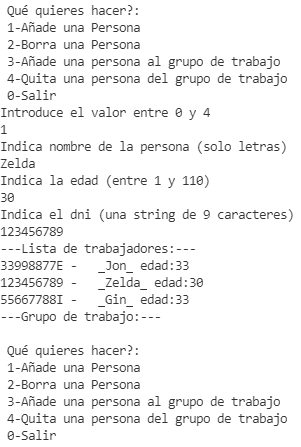 Qué quieres hacer?:
1-Añade una Persona
2-Borra una Persona
3-Añade una persona al grupo de trabajo
4-Quita una persona del grupo de trabajo
0-Salir
Introduce el valor entre 0 y 4
1
Indica nombre de la persona (solo letras)
Zelda
Indica la edad (entre 1 y 110)
30
Indica el dni (una string de 9 caracteres)
123456789
---Lista de trabajadores:---
33998877E -   _Jon_ edad:33
123456789 -   _Zelda_ edad:30
55667788I -   _Gin_ edad:33
---Grupo de trabajo:---
Qué quieres hacer?:
1-Añade una Persona
2-Borra una Persona
3-Añade una persona al grupo de trabajo
4-Quita una persona del grupo de trabajo
0-Salir